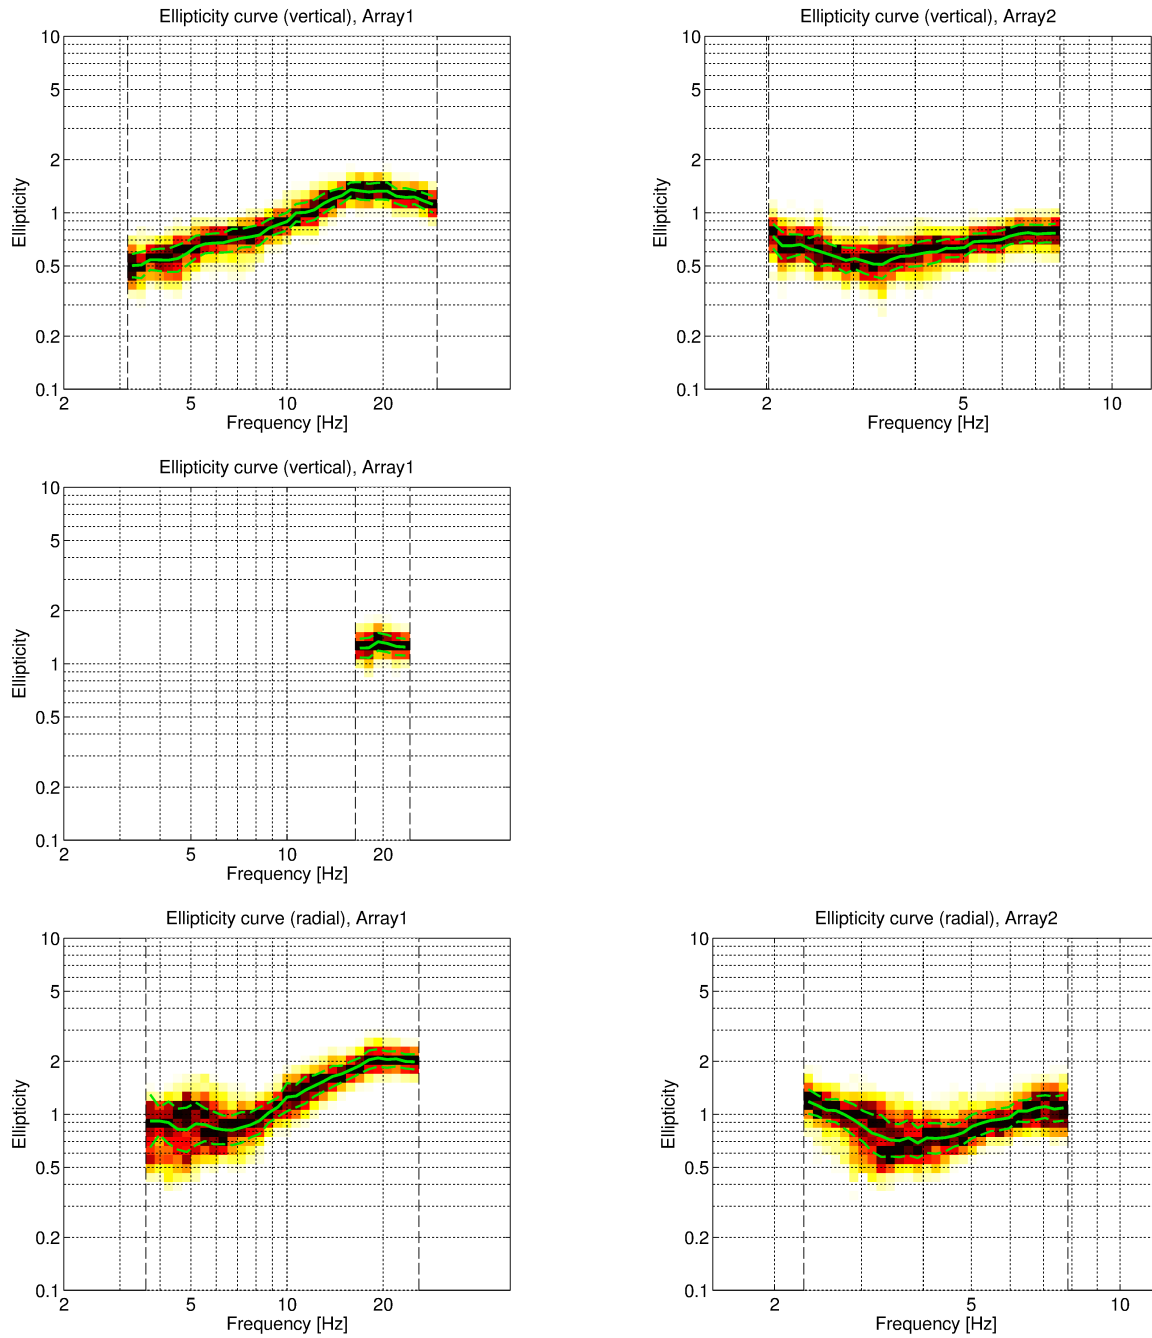 Ellipticity curve (vertical), Array1
10
5
2
1
0.5
0.2
0.1
Ellipticity
2 5 10 20
Frequency [Hz]
Ellipticity curve (vertical), Array2
10
5
2
1
0.5
0.2
0.1
Ellipticity
2 5 10
Frequency [Hz]
Ellipticity curve (vertical), Array1
10
5
2
1
0.5
0.2
0.1
Ellipticity
2 5 10 20
Frequency [Hz]
Ellipticity curve (radial), Array1
10
5
2
1
0.5
0.2
0.1
Ellipticity
2 5 10 20
Frequency [Hz]
Ellipticity curve (radial), Array2
10
5
2
1
0.5
0.2
0.1
Ellipticity
2 5 10
Frequency [Hz]